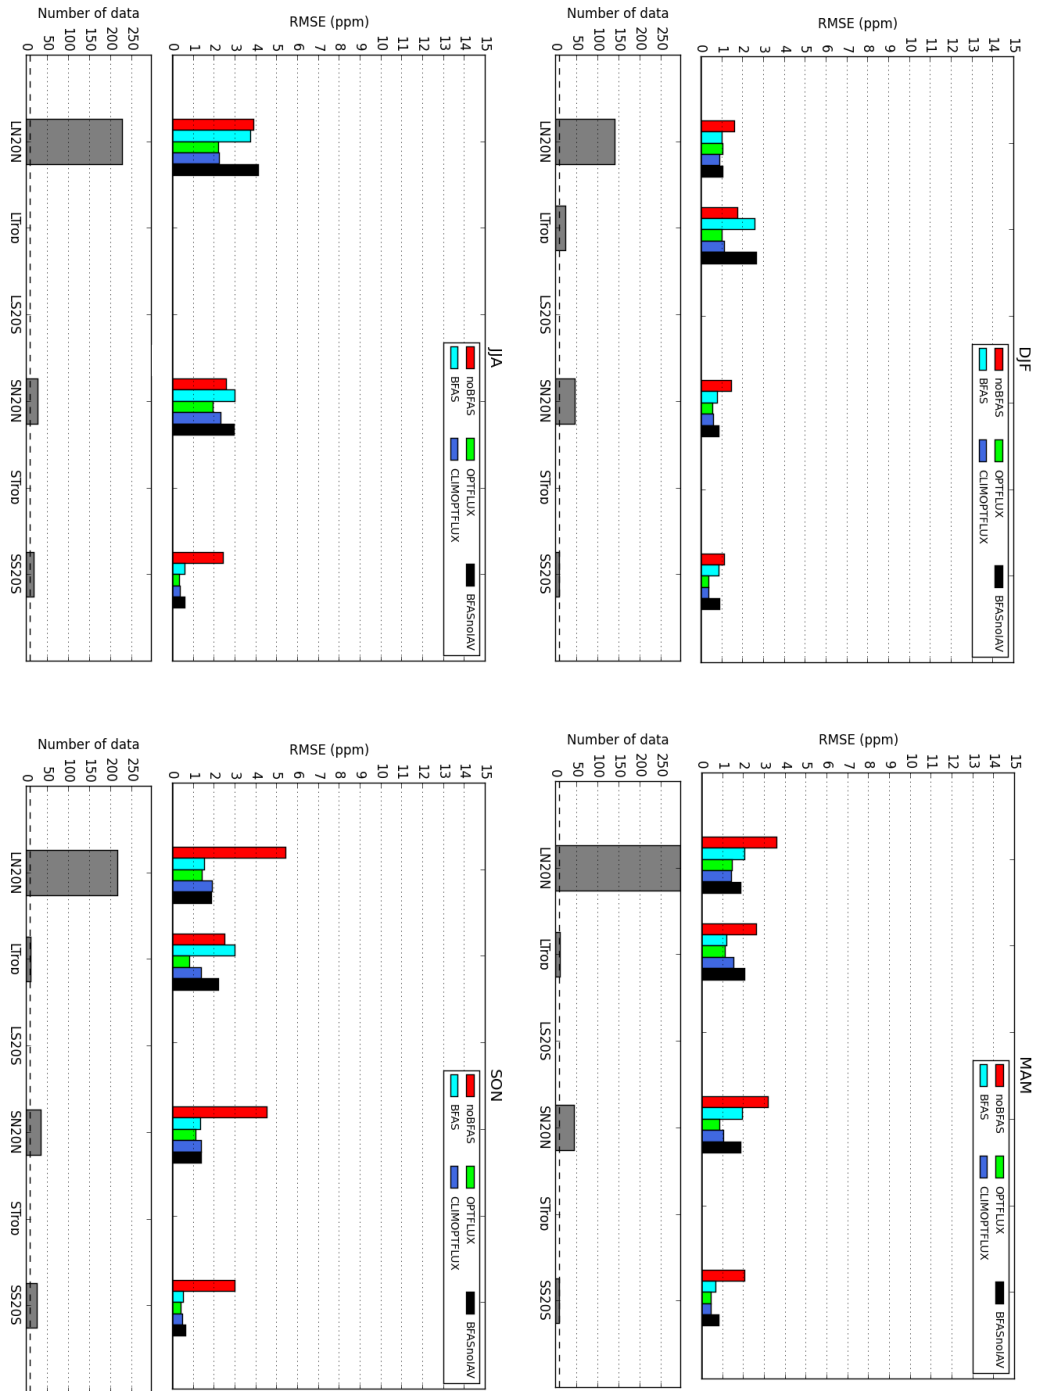 DJF
RMSE (ppm)
15
14
13
12
11
10
9
8
7
6
5
4
3
2
1
0
noBFAS
BFAS
OPTFLUX
CLIMOPTFLUX
BFASnoIAV
Number of data
250
200
150
100
50
0
LN20N LTrop LS20S SN20N STrop SS20S
MAM
RMSE (ppm)
15
14
13
12
11
10
9
8
7
6
5
4
3
2
1
0
noBFAS
BFAS
OPTFLUX
CLIMOPTFLUX
BFASnoIAV
Number of data
250
200
150
100
50
0
LN20N LTrop LS20S SN20N STrop SS20S
JJA
RMSE (ppm)
15
14
13
12
11
10
9
8
7
6
5
4
3
2
1
0
noBFAS
BFAS
OPTFLUX
CLIMOPTFLUX
BFASnoIAV
Number of data
250
200
150
100
50
0
LN20N LTrop LS20S SN20N STrop SS20S
SON
RMSE (ppm)
15
14
13
12
11
10
9
8
7
6
5
4
3
2
1
0
noBFAS
BFAS
OPTFLUX
CLIMOPTFLUX
BFASnoIAV
Number of data
250
200
150
100
50
0
LN20N LTrop LS20S SN20N STrop SS20S